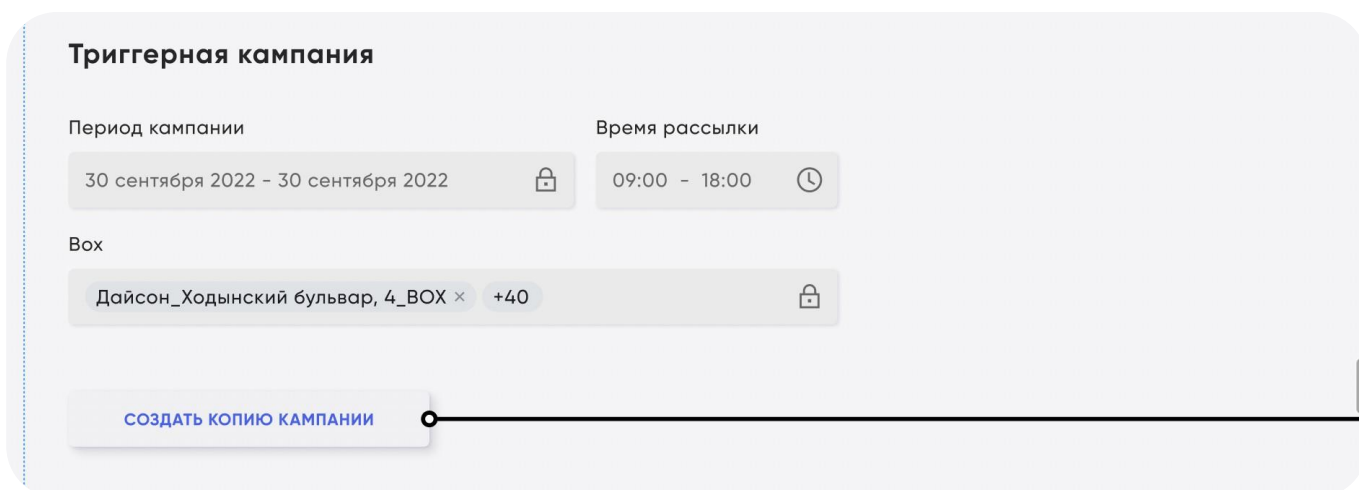 Триггерная кампания
Период кампании
Время рассылки
30 сентября 2022 - 30 сентября 2022
09:00 - 18:00
Box
Дайсон_Ходынский бульвар, 4_BOX × +40
СОЗДАТЬ КОПИЮ КАМПАНИИ